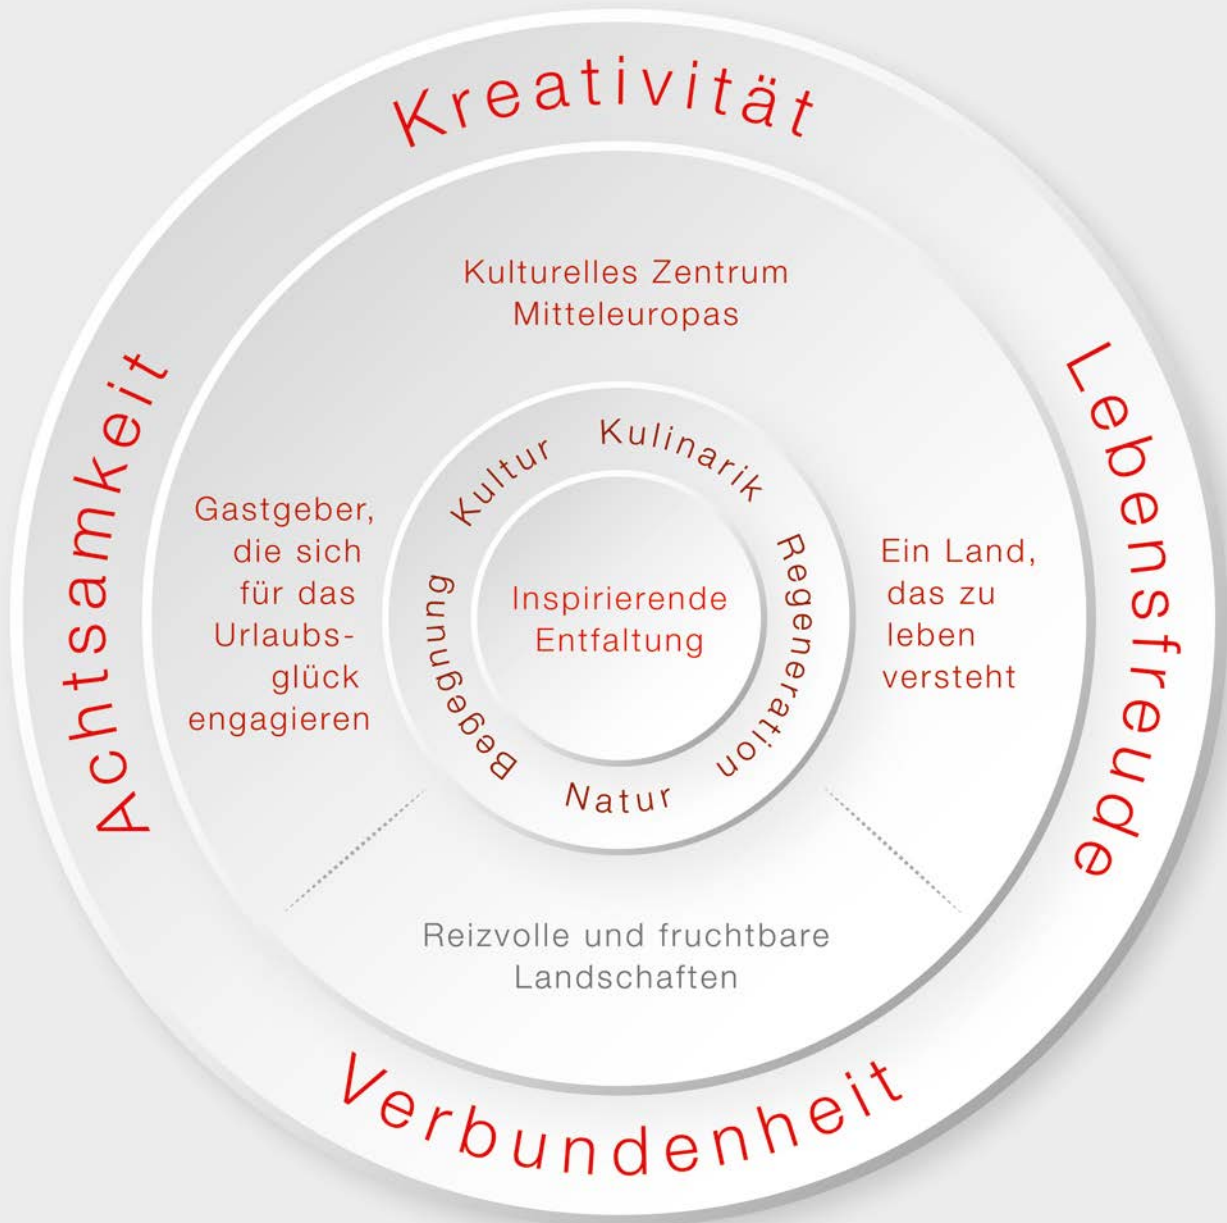 Kreativität
Kulturelles Zentrum
Mitteleuropas
Achtsamkeit
Lebensfreude
Gastgeber,
die sich
für das
Urlaubs-
glück
engagieren
Kultur
Kulinarik
Regeneration
Natur
Begegnung
Inspirierende
Entfaltung
Ein Land,
das zu
leben
versteht
Reizvolle und fruchtbare
Landschaften
Verbundenheit